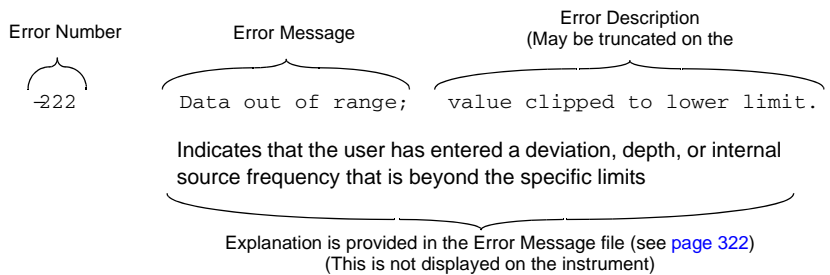 Error Number
Error Message
Error Description
(May be truncated on the
-222
Data out of range;
value clipped to lower limit.
Indicates that the user has entered a deviation, depth, or internal
source frequency that is beyond the specific limits
Explanation is provided in the Error Message file (see page 322)
(This is not displayed on the instrument)